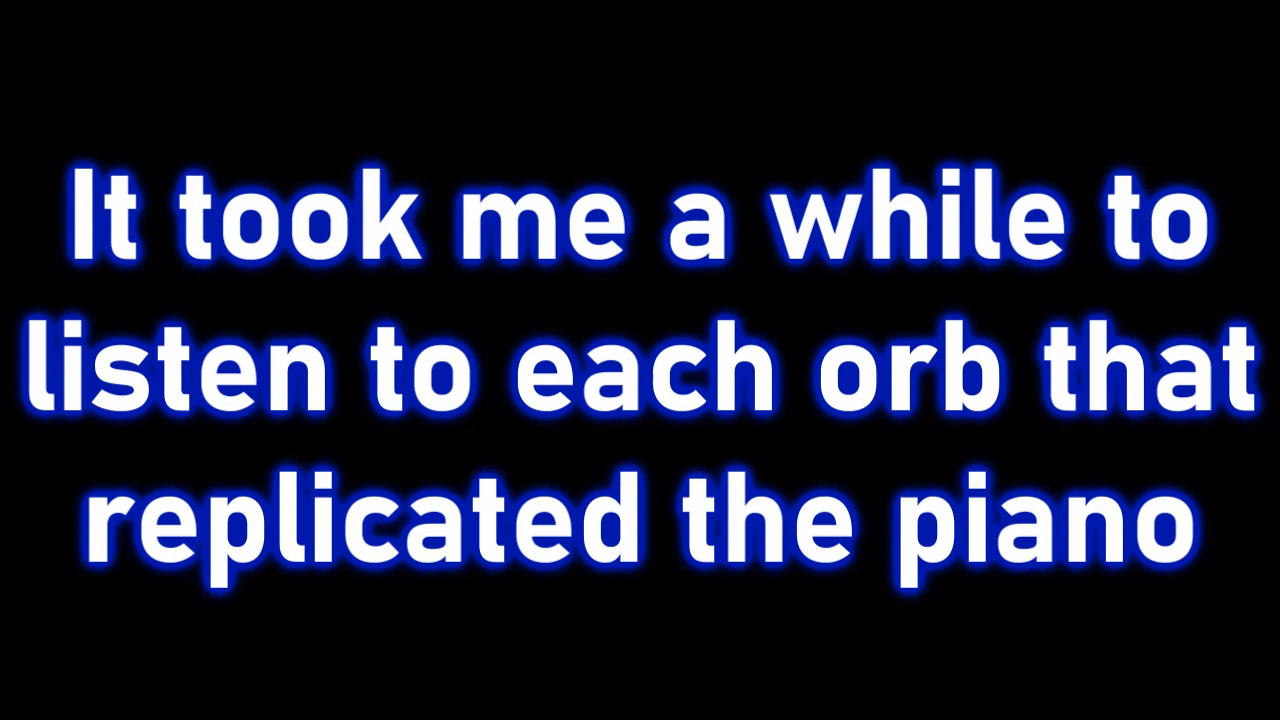 It took me a while to
listen to each orb that
replicated the piano